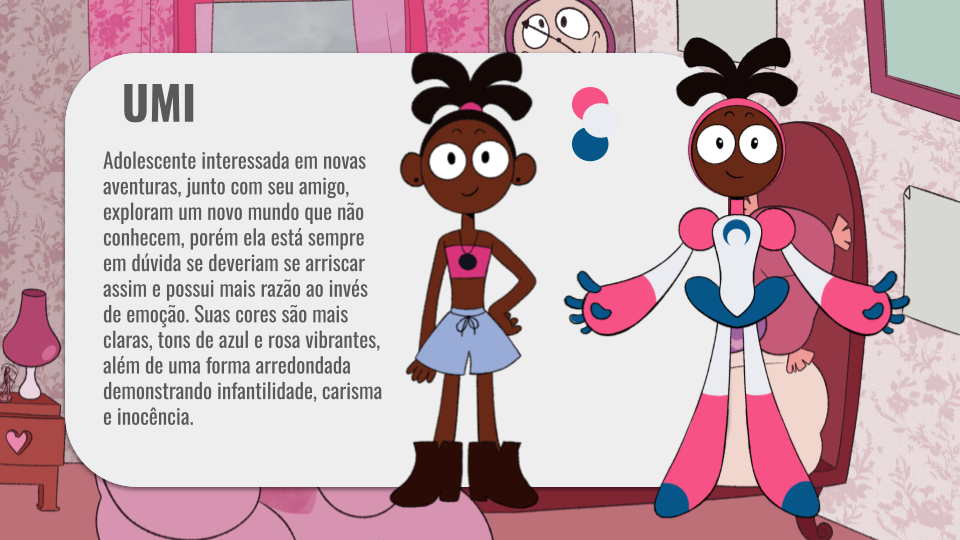 UMI
Adolescente interessada em novas
aventuras, junto com seu amigo,
exploram um novo mundo que não
conhecem, porém ela está sempre
em dúvida se deveriam se arriscar
assim e possui mais razão ao invés
de emoção. Suas cores são mais
claras, tons de azul e rosa vibrantes,
além de uma forma arredondada
demonstrando infantilidade, carisma
e inocência.